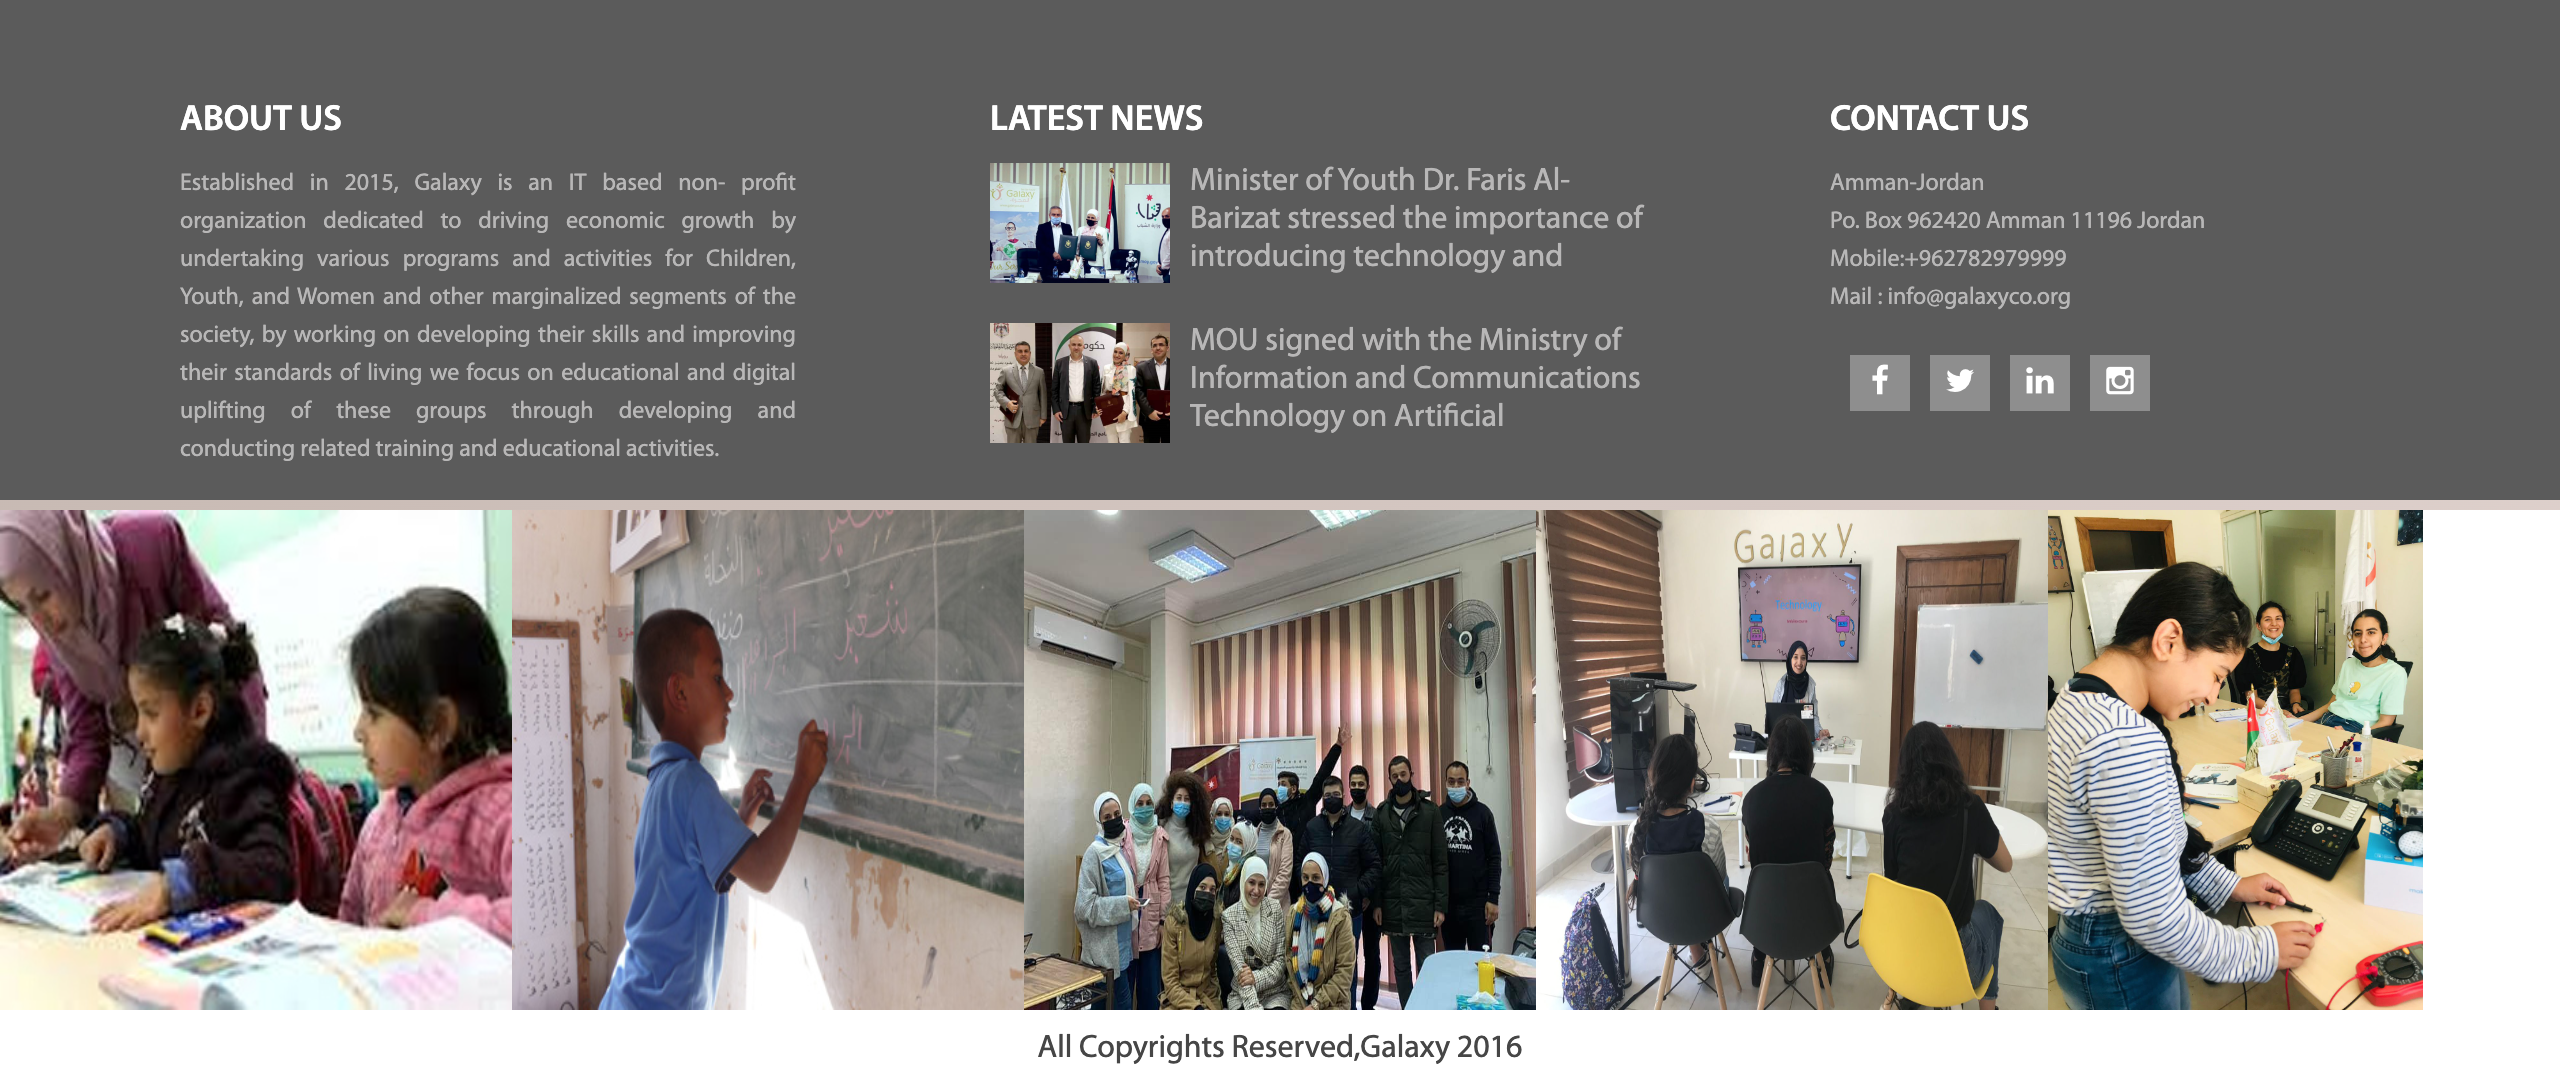 ABOUT US
Established in 2015, Galaxy is an IT based non- profit
organization dedicated to driving economic growth by
undertaking various programs and activities for Children,
Youth, and Women and other marginalized segments of the
society, by working on developing their skills and improving
their standards of living we focus on educational and digital
uplifting of these groups through developing and
conducting related training and educational activities.
LATEST NEWS
Galaxy
Minister of Youth Dr. Faris Al-
Barizat stressed the importance of
introducing technology and
MOU signed with the Ministry of
Information and Communications
Technology on Artificial
CONTACT US
Amman-Jordan
Po. Box 962420 Amman 11196 Jordan
Mobile:+962782979999
Mail : info@galaxyco.org
Galaxy
Technology
All Copyrights Reserved,Galaxy 2016